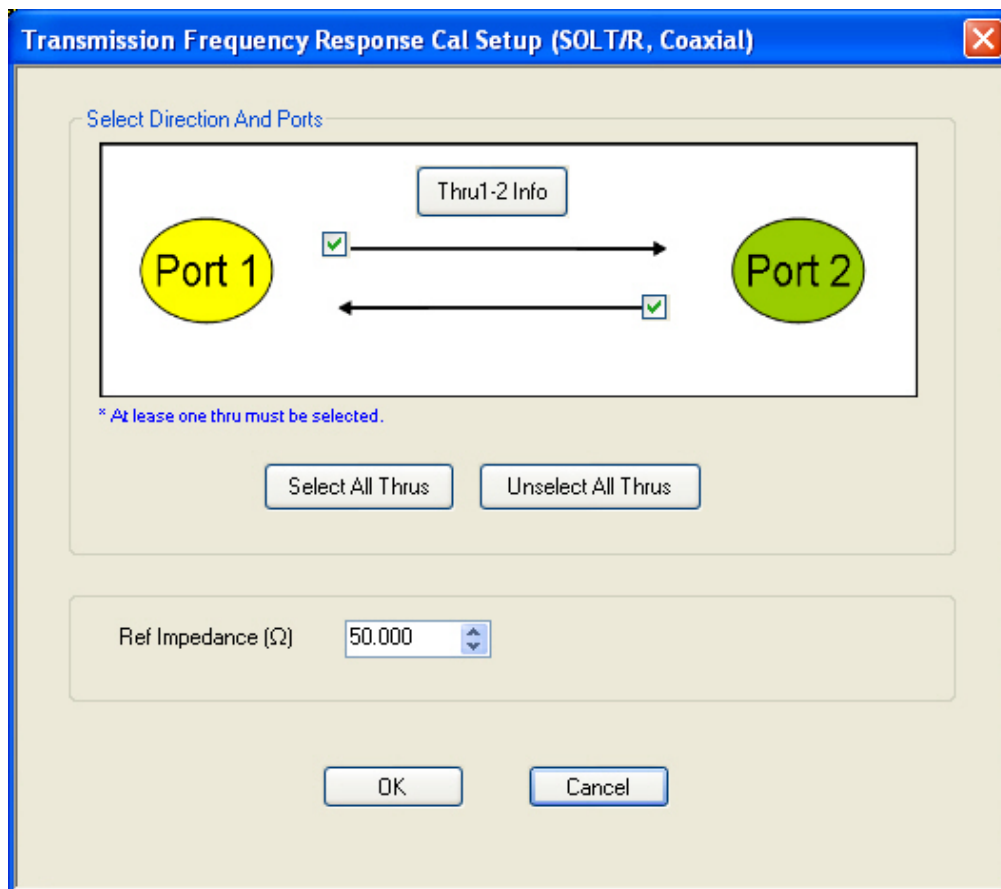 Transmission Frequency Response Cal Setup (SOLT/R, Coaxial)
Select Direction And Ports
Thru1-2 Info
Port 1
Port 2
* At lease one thru must be selected.
Select All Thrus
Unselect All Thrus
Ref Impedance (Ω)
50.000
OK
Cancel